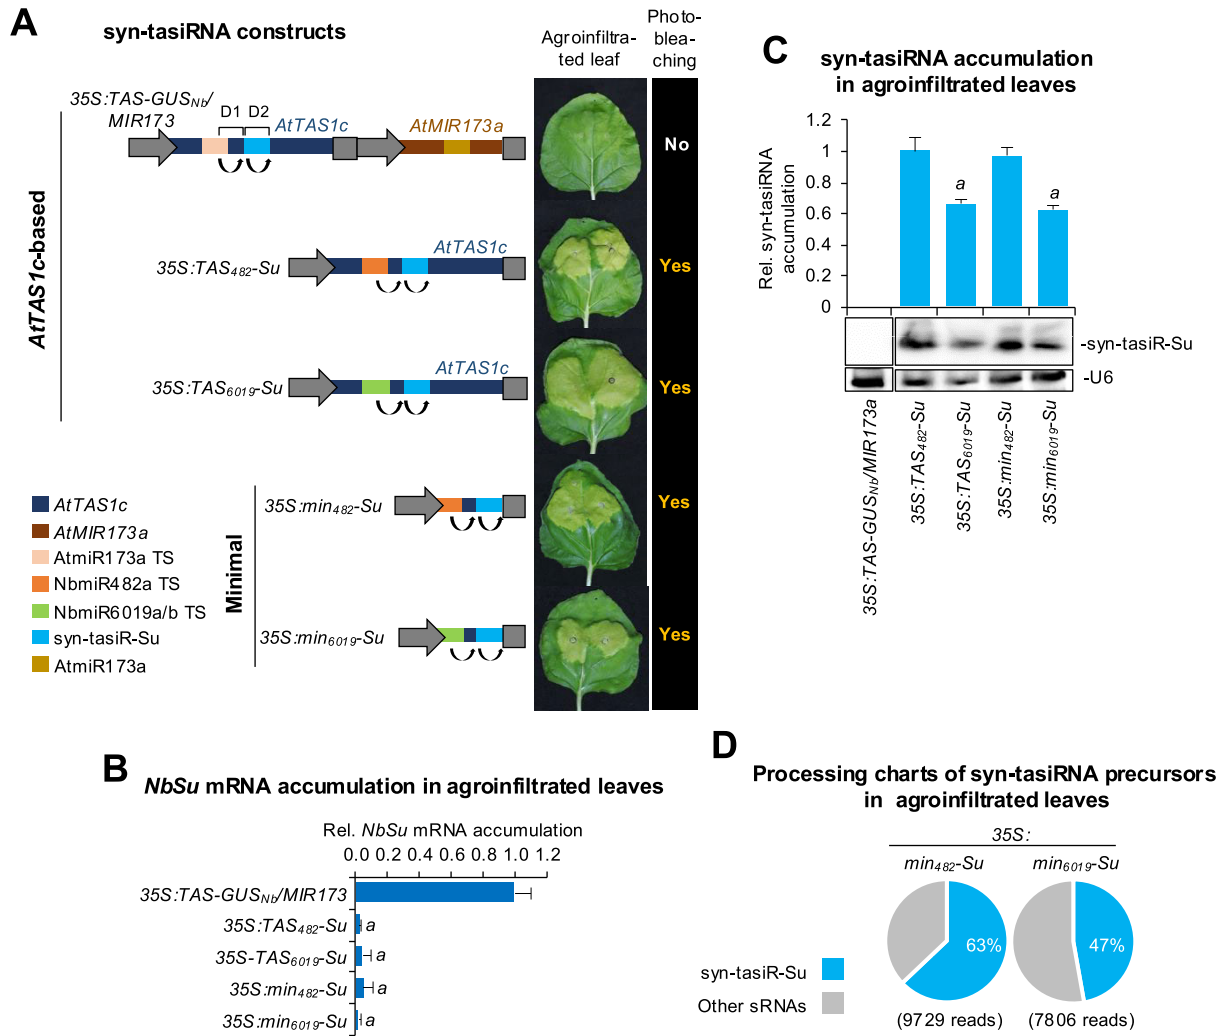 A
syn-tasiRNA constructs
Agroinfiltra-
ted leaf
Photo-
bleaching
AtTAS1c-based
35S:TAS-GUSNb/
MIR173
D1 D2
AtTAS1c
AtMIR173a
No
35S:TAS482-Su
AtTAS1c
Yes
35S:TAS6019-Su
AtTAS1c
Yes
Minimal
35S:min482-Su
Yes
35S:min6019-Su
Yes
AtTAS1c
AtMIR173a
AtmiR173a TS
NbmiR482a TS
NbmiR6019a/b TS
syn-tasiR-Su
AtmiR173a
B
NbSu mRNA accumulation in agroinfiltrated leaves
Rel. NbSu mRNA accumulation
0.0 0.2 0.4 0.6 0.8 1.0 1.2
35S:TAS-GUSNb/MIR173
35S:TAS482-Su a
35S-TAS6019-Su a
35S:min482-Su a
35S:min6019-Su a
C
syn-tasiRNA accumulation
in agroinfiltrated leaves
Rel. syn-tasiRNA
accumulation
1.2
1
0.8
0.6
0.4
0.2
0
a
a
-syn-tasiR-Su
-U6
35S:TAS-GUSNb/MIR173a
35S:TAS482-Su
35S:TAS6019-Su
35S:min482-Su
35S:min6019-Su
D
Processing charts of syn-tasiRNA precursors
in agroinfiltrated leaves
35S:
min482-Su
min6019-Su
63%
47%
syn-tasiR-Su
Other sRNAs
(9729 reads)
(7806 reads)